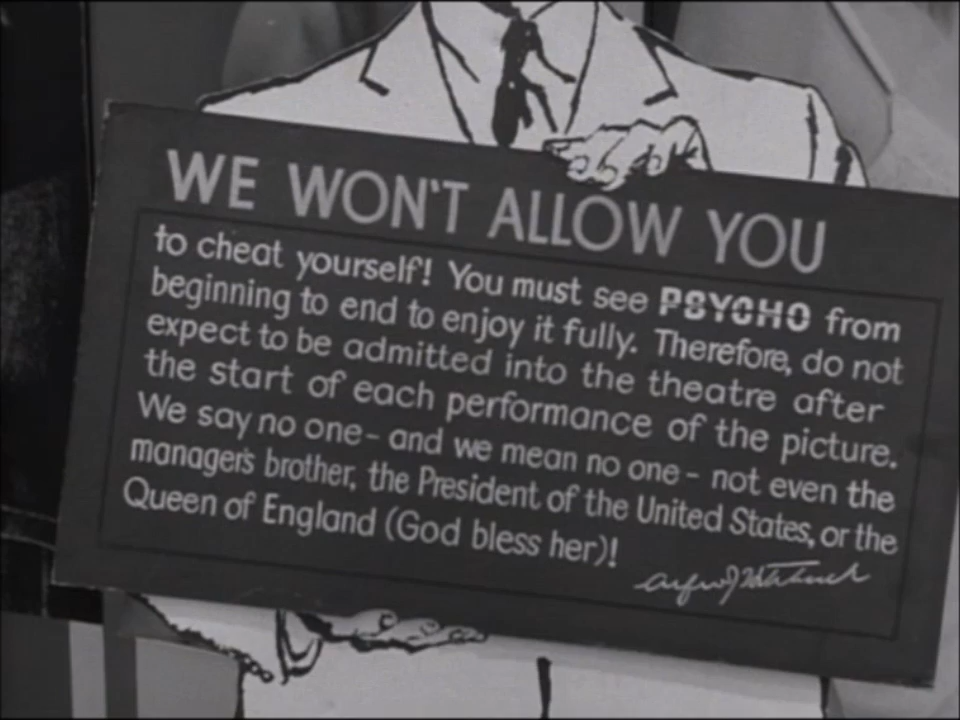 WE WON'T ALLOW YOU
to cheat yourself! You must see PSYCHO from
beginning to end to enjoy it fully. Therefore, do not
expect to be admitted into the theatre after
the start of each performance of the picture.
We say no one - and we mean no one - not even the
manager's brother, the President of the United States, or the
Queen of England (God bless her)!
Alfred Hitchcock